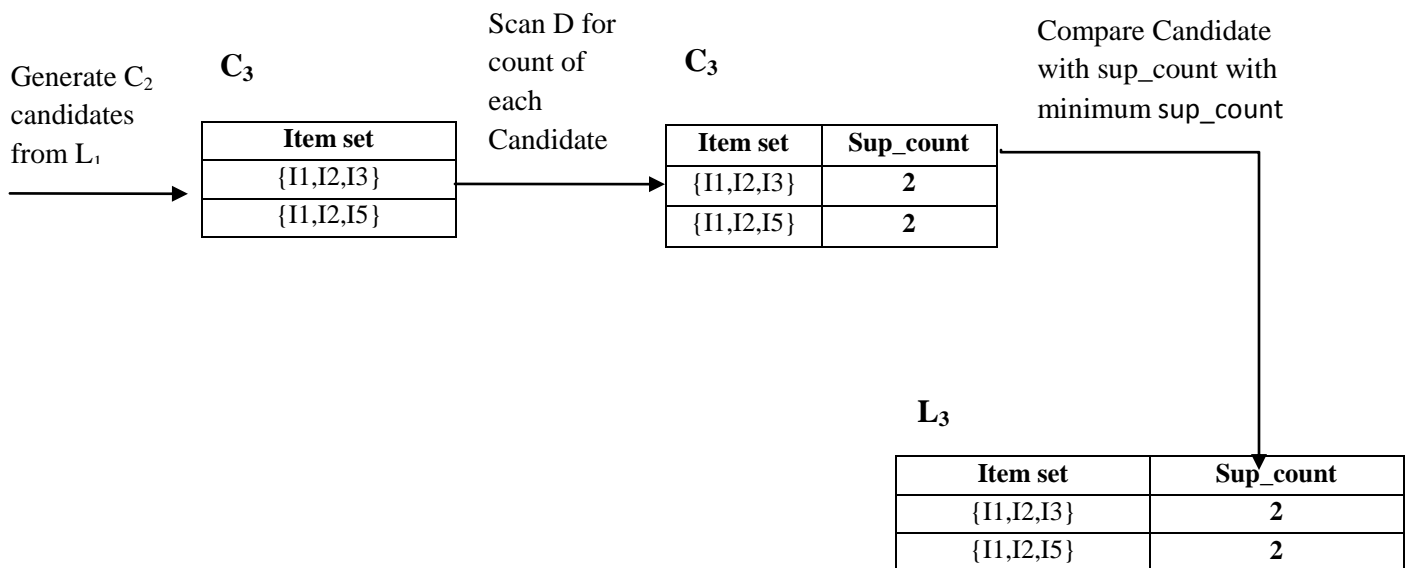 Generate C₂
candidates
from L₁
C₃
Item set
{I1,I2,I3}
{I1,I2,I5}
Scan D for
count of
each
Candidate
C₃
Item set Sup_count
{I1,I2,I3} 2
{I1,I2,I5} 2
Compare Candidate
with sup_count with
minimum sup_count
L₃
Item set Sup_count
{I1,I2,I3} 2
{I1,I2,I5} 2